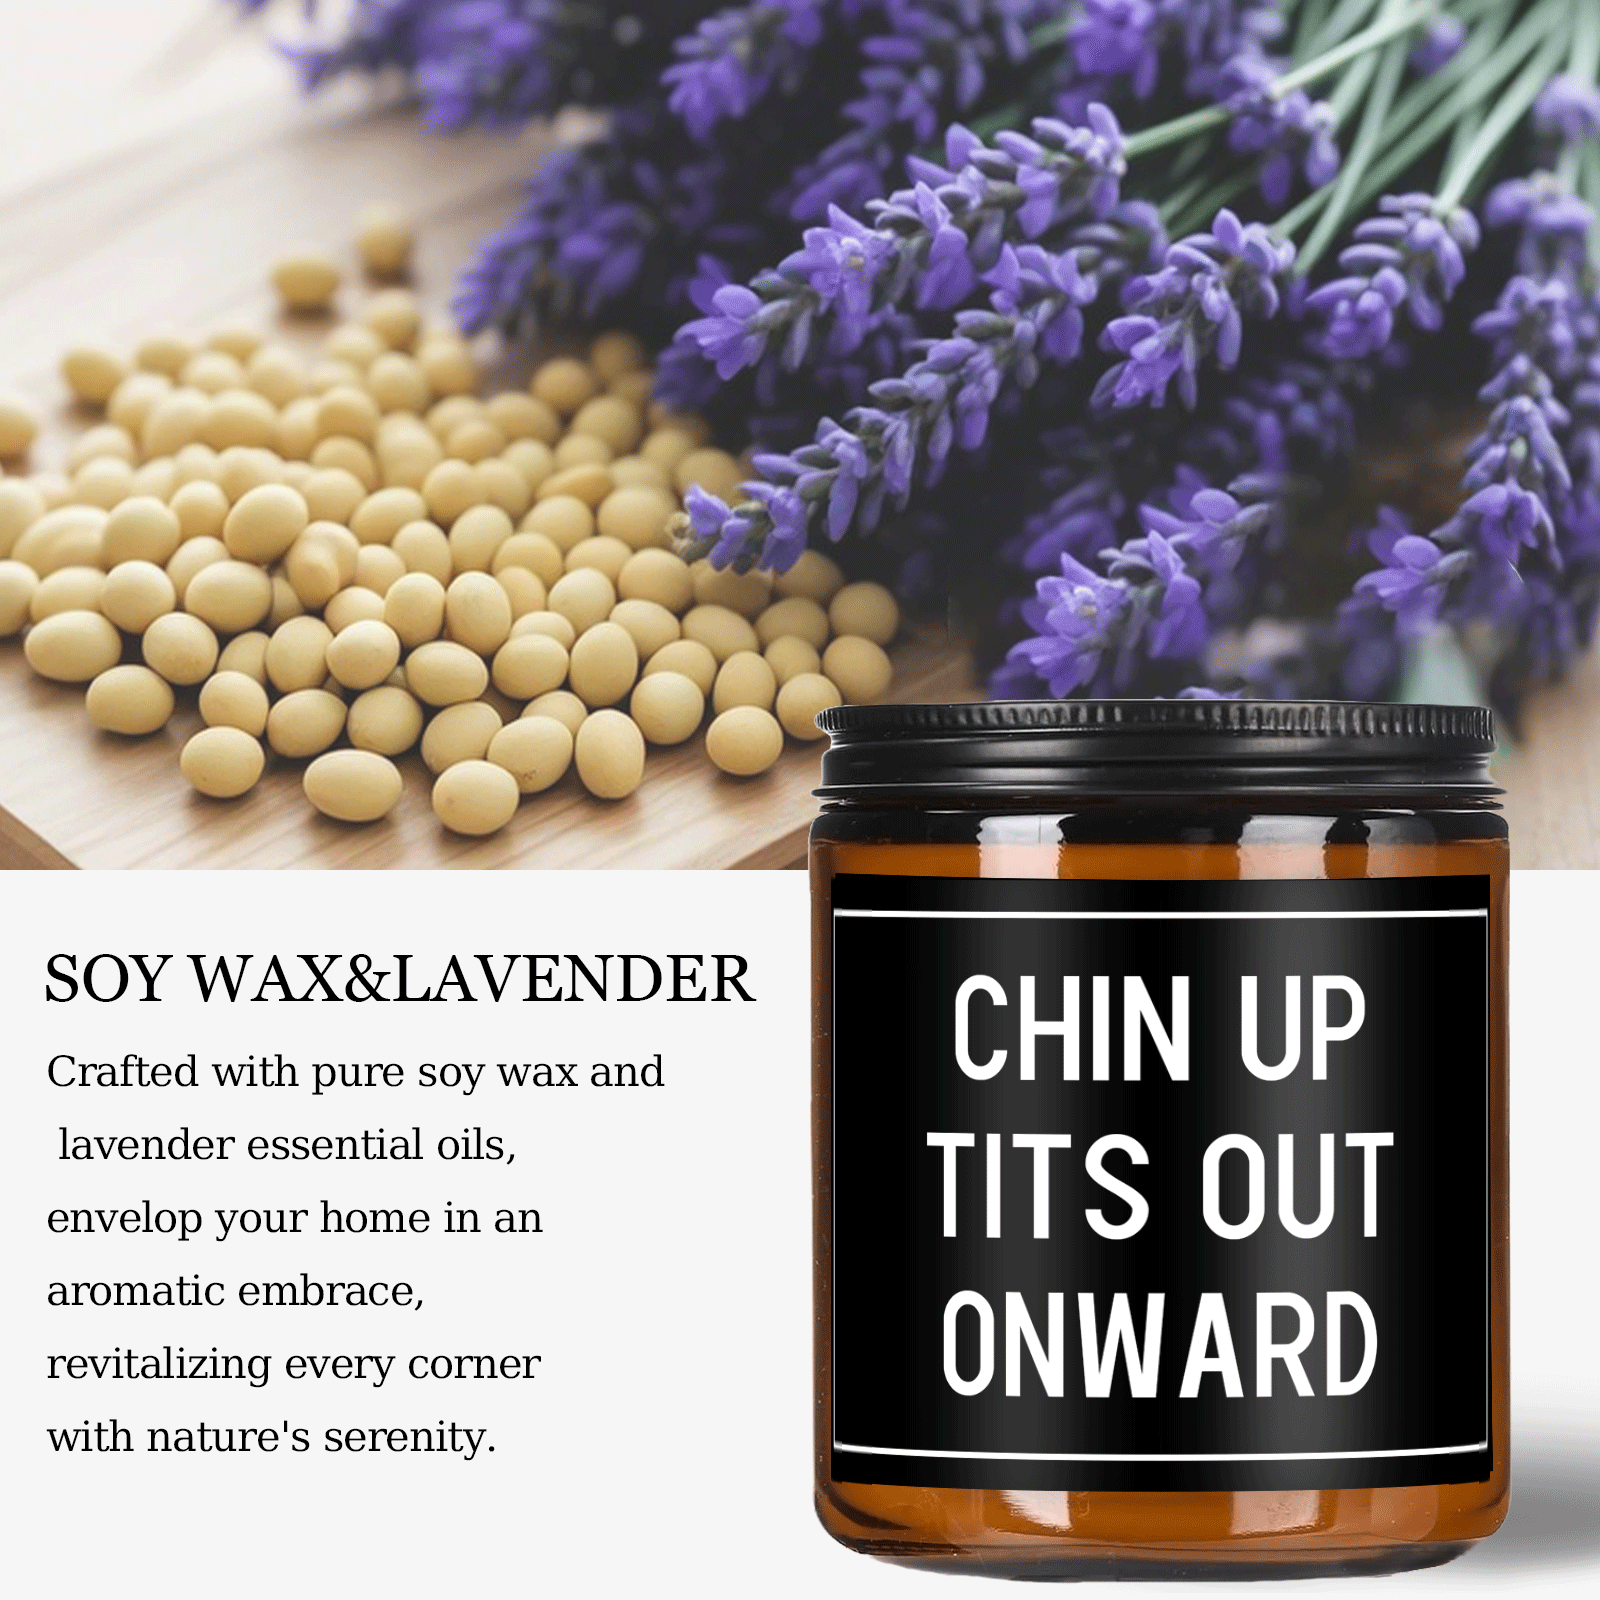 SOY WAX&LAVENDER
Crafted with pure soy wax and
lavender essential oils,
envelop your home in an
aromatic embrace,
revitalizing every corner
with nature's serenity.
CHIN UP
TITS OUT
ONWARD